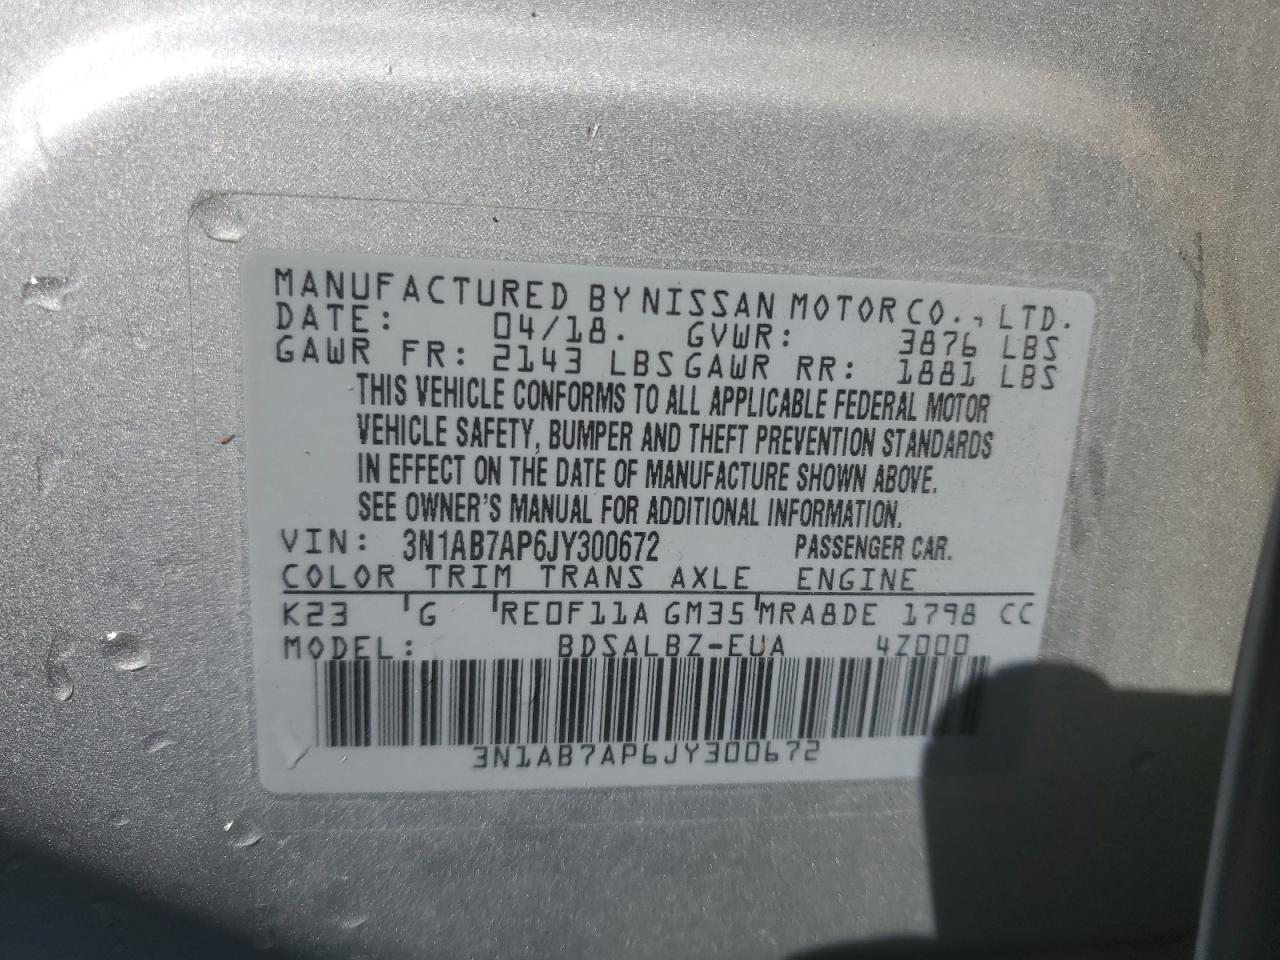 MANUFACTURED BY NISSAN MOTOR CO., LTD.
DATE: 04/18. GVWR: 3876 LBS
GAWR FR: 2143 LBS GAWR RR: 1881 LBS
THIS VEHICLE CONFORMS TO ALL APPLICABLE FEDERAL MOTOR
VEHICLE SAFETY, BUMPER AND THEFT PREVENTION STANDARDS
IN EFFECT ON THE DATE OF MANUFACTURE SHOWN ABOVE.
SEE OWNER'S MANUAL FOR ADDITIONAL INFORMATION.
VIN: 3N1AB7AP6JY300672 PASSENGER CAR.
COLOR TRIM TRANS AXLE ENGINE
K23 G RE0F11A GM35 MRA8DE 1798 CC
MODEL: BDSALBZ-EUA 4Z000
3N1AB7AP6JY300672